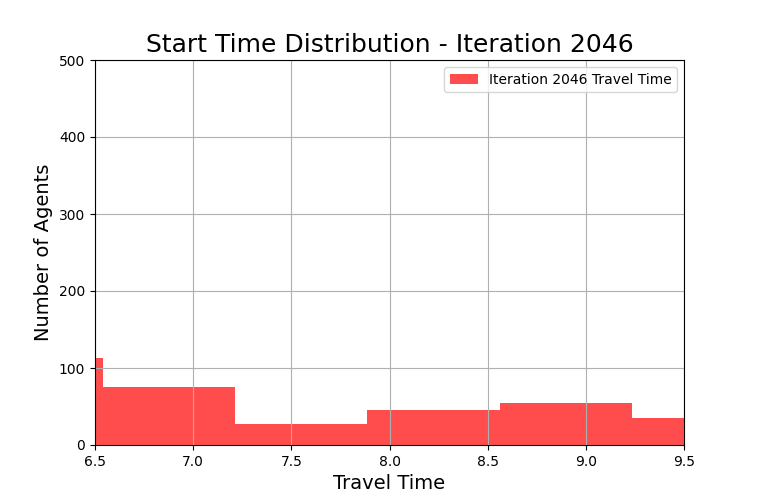 Start Time Distribution - Iteration 2046
Iteration 2046 Travel Time
500
400
300
200
100
0
Number of Agents
6.5 7.0 7.5 8.0 8.5 9.0 9.5
Travel Time